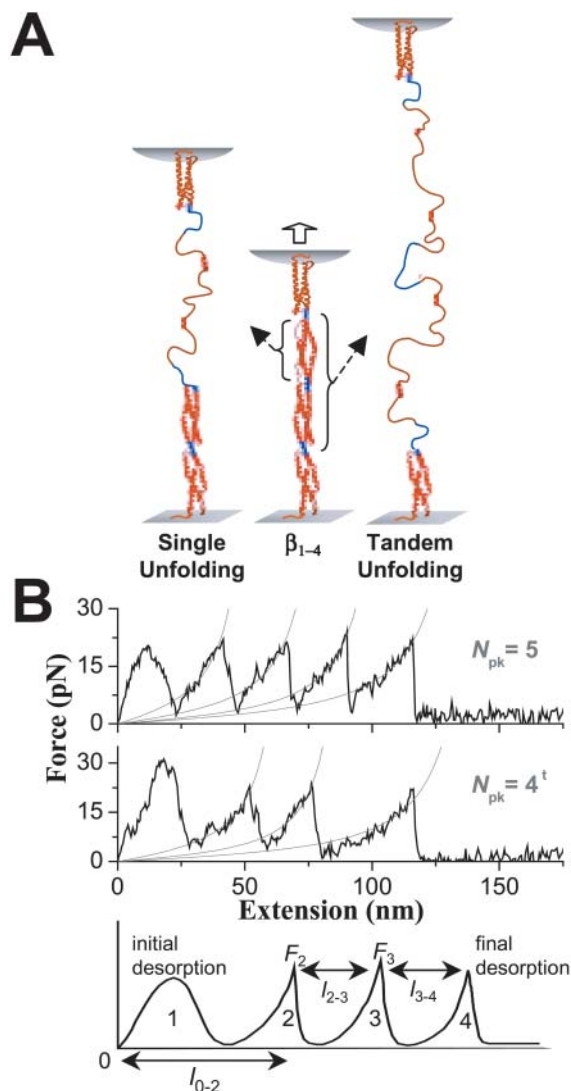 A
Single
Unfolding
β1–4
Tandem
Unfolding
B
Force (pN)
30
15
0
Npk = 5
30
15
0
Npk = 4 t
0 50 100 150
Extension (nm)
initial
desorption
F2
F3
final
desorption
l2-3
l3-4
1
2
3
4
0
l0-2